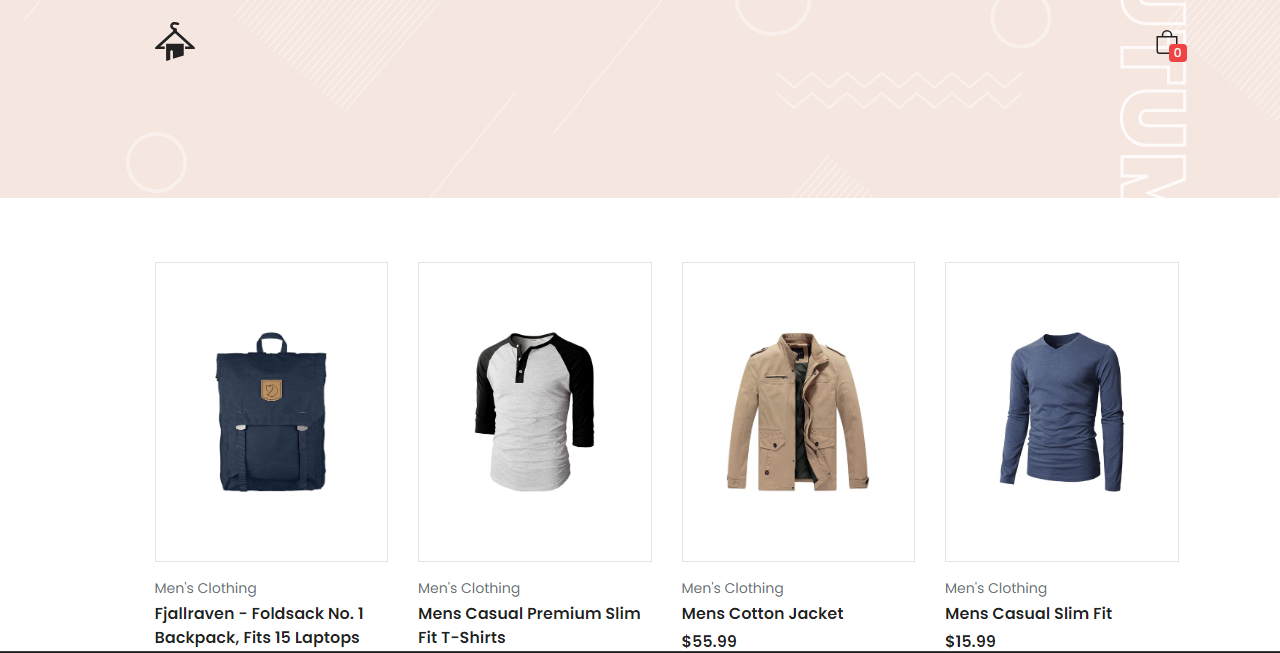 0
UTUM
Men's Clothing
Fjallraven - Foldsack No. 1
Backpack, Fits 15 Laptops
Men's Clothing
Mens Casual Premium Slim
Fit T-Shirts
Men's Clothing
Mens Cotton Jacket
$55.99
Men's Clothing
Mens Casual Slim Fit
$15.99